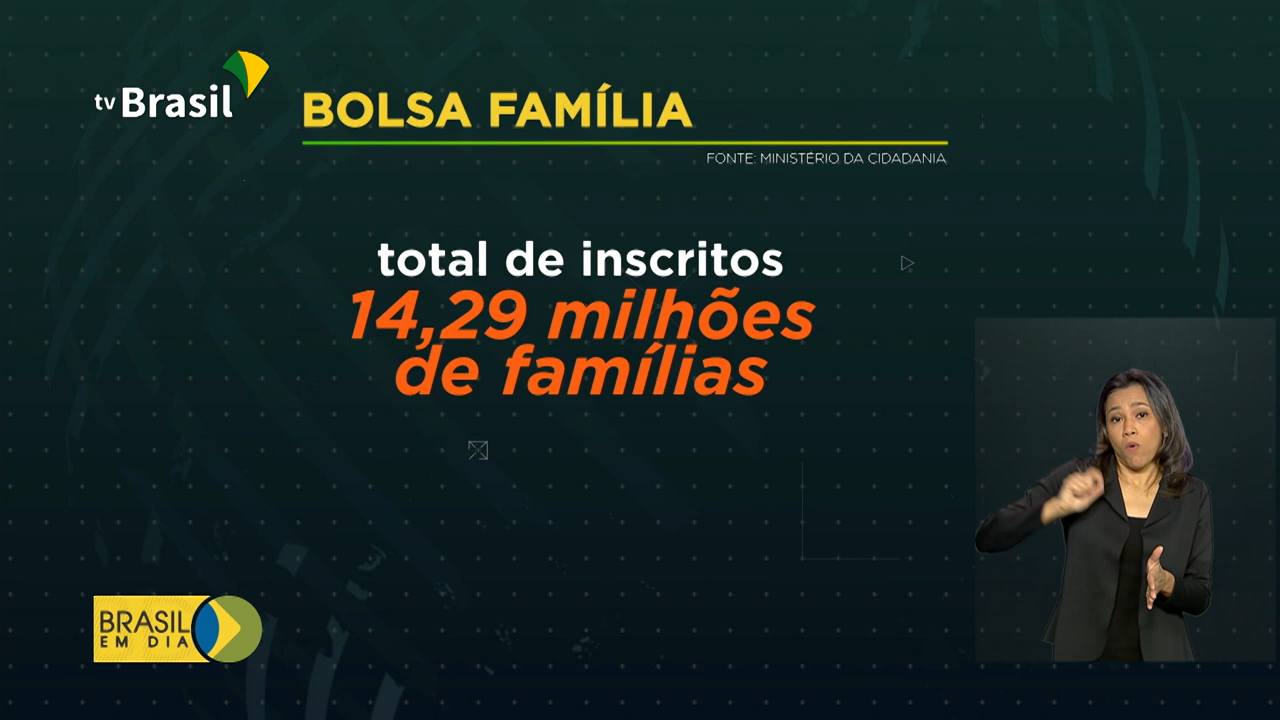 tv Brasil
BOLSA FAMÍLIA
FONTE: MINISTÉRIO DA CIDADANIA
total de inscritos
14,29 milhões
de famílias
BRASIL
EM DIA